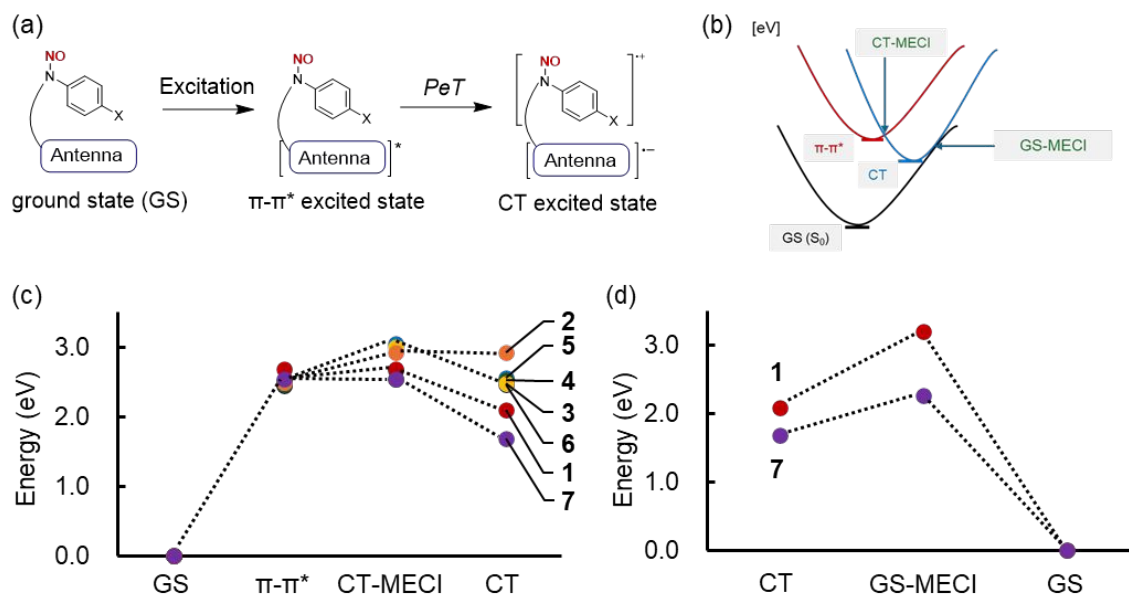 (a)
NO
N
X
Antenna
ground state (GS)
Excitation
NO
N
X
[Antenna]*
π-π* excited state
PeT
[NO
N
X]•+
[Antenna]•−
CT excited state
(b)
[eV]
CT-MECI
π-π*
CT
GS-MECI
GS (S₀)
(c)
Energy (eV)
3.0
2.0
1.0
0.0
GS
π-π*
CT-MECI
CT
2
5
4
3
6
1
7
(d)
Energy (eV)
3.0
2.0
1.0
0.0
1
7
CT
GS-MECI
GS